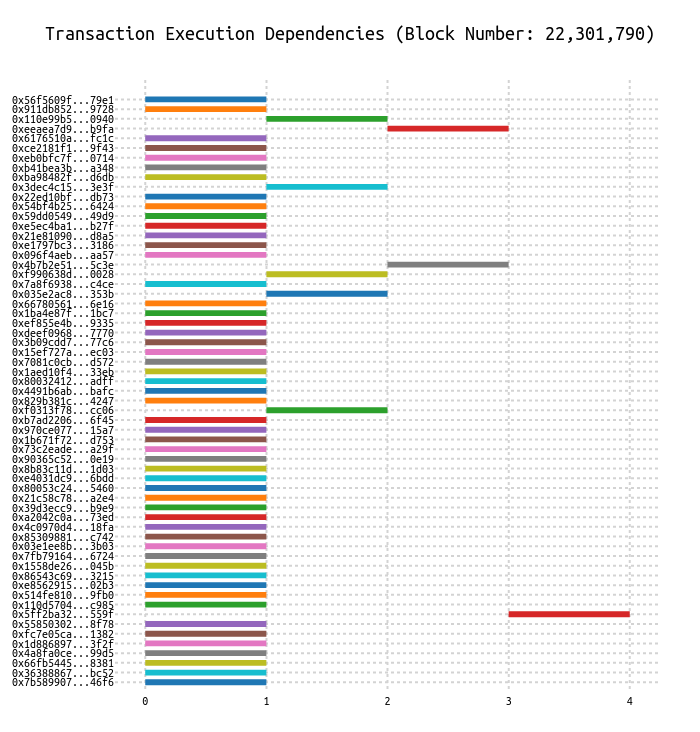 Transaction Execution Dependencies (Block Number: 22,301,790)
0x56f5609f...79e1
0x911db852...9728
0x110e99b5...0940
0xeeaea7d9...b9fa
0x6176510a...fc1c
0xce2181f1...9f43
0xeb0bfc7f...0714
0xb41bea3b...a348
0xba98482f...d6db
0x3dec4c15...3e3f
0x22ed10bf...db73
0x54bf4b25...6424
0x59dd0549...49d9
0xe5ec4ba1...b27f
0x21e81090...d8a5
0xe1797bc3...3186
0x096f4aeb...aa57
0x4b7b2e51...5c3e
0xf990638d...0028
0x7a8f6938...c4ce
0x035e2ac8...353b
0x66780561...6e16
0x1ba4e87f...1bc7
0xef855e4b...9335
0xdeef0968...7770
0x3b09cdd7...77c6
0x15ef727a...ec03
0x7081c0cb...d572
0x1aed10f4...33eb
0x80032412...adff
0x4491b6ab...bafc
0x829b381c...4247
0xf0313f78...cc06
0xb7ad2206...6f45
0x970ce077...15a7
0x1b671f72...d753
0x73c2eade...a29f
0x90365c52...0e19
0x8b83c11d...1d03
0xe4031dc9...6bdd
0x80053c24...5460
0x21c58c78...a2e4
0x39d3ecc9...b9e9
0xa2042c0a...73ed
0x4c0970d4...18fa
0x85309881...c742
0x03e1ee8b...3b03
0x7fb79164...6724
0x1558de26...045b
0x86543c69...3215
0xe8562915...02b3
0x514fe810...9fb0
0x110d5704...c985
0x5ff2ba32...559f
0x55850302...8f78
0xfc7e05ca...1382
0x1d886897...3f2f
0x4a8fa0ce...99d5
0x66fb5445...8381
0x36388867...bc52
0x7b589907...46f6
0 1 2 3 4